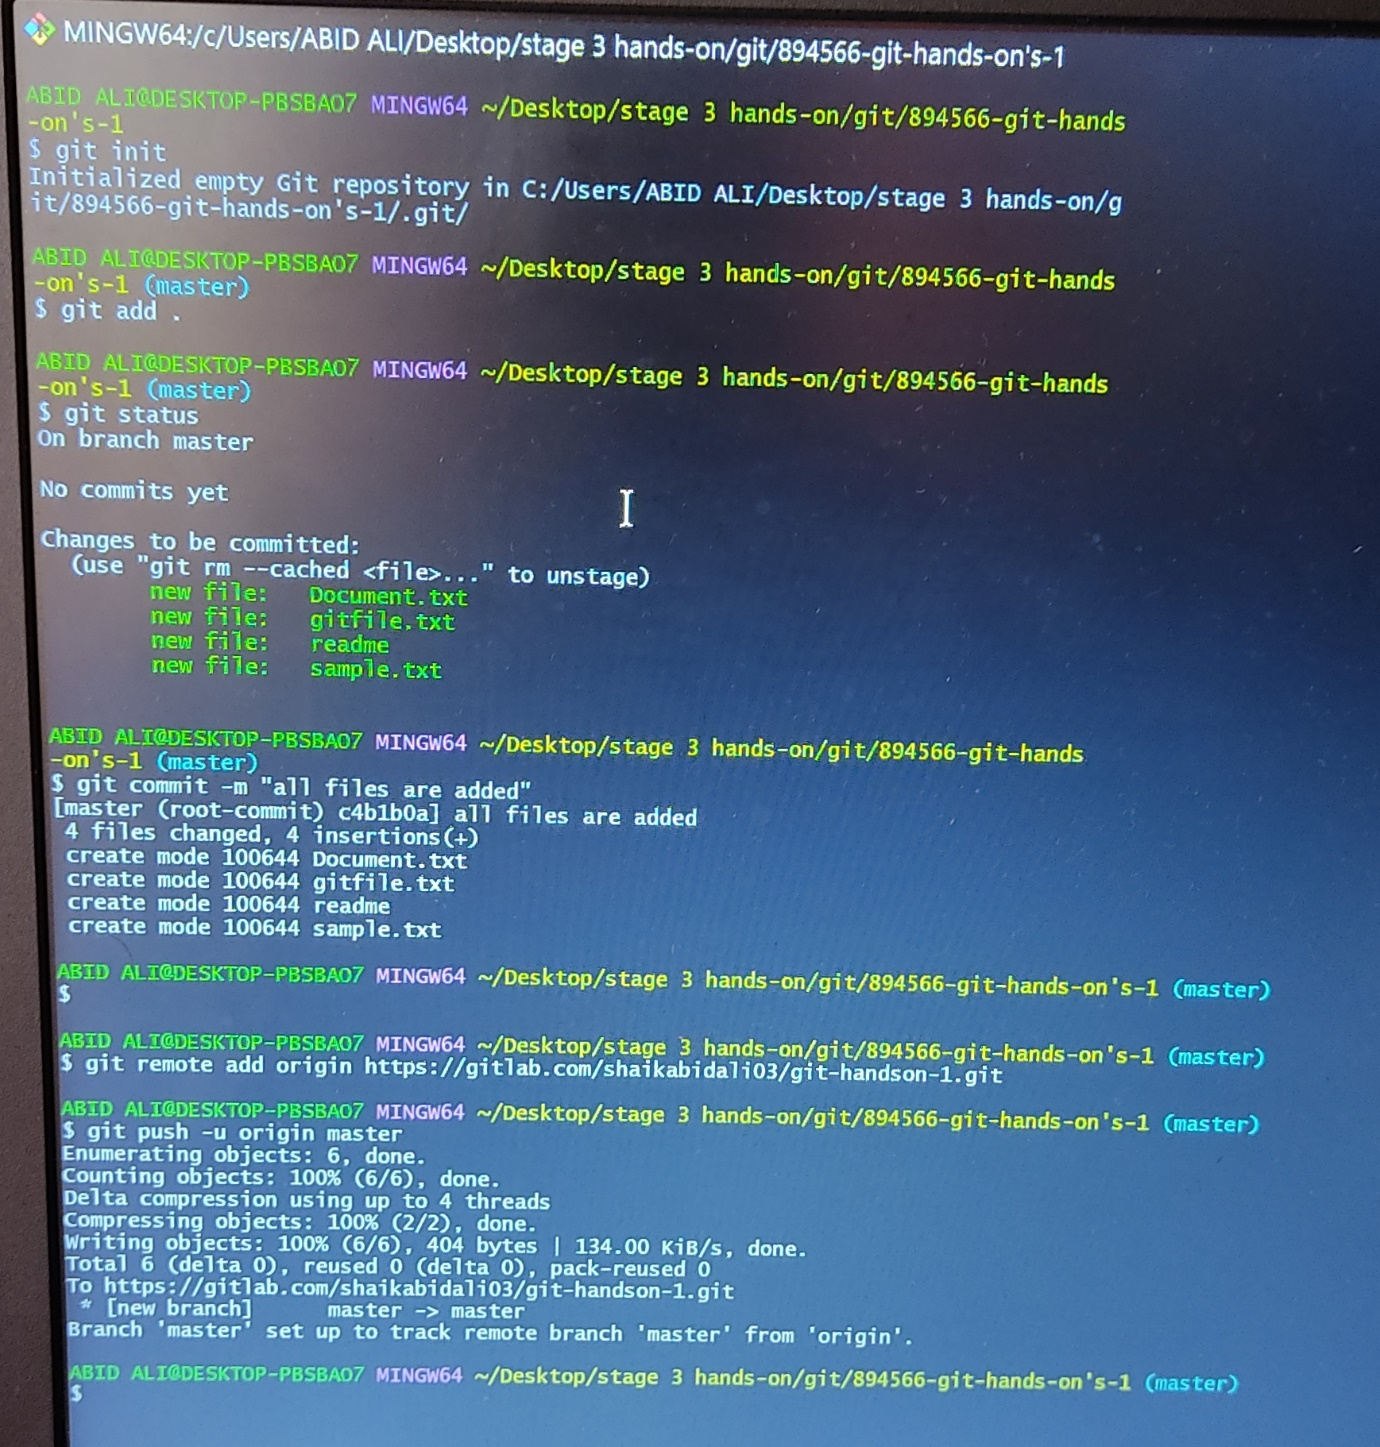 MINGW64:/c/Users/ABID ALI/Desktop/stage 3 hands-on/git/894566-git-hands-on's-1
ABID ALI@DESKTOP-PBSBAO7 MINGW64 ~/Desktop/stage 3 hands-on/git/894566-git-hands
-on's-1
$ git init
Initialized empty Git repository in C:/Users/ABID ALI/Desktop/stage 3 hands-on/g
it/894566-git-hands-on's-1/.git/
ABID ALI@DESKTOP-PBSBAO7 MINGW64 ~/Desktop/stage 3 hands-on/git/894566-git-hands
-on's-1 (master)
$ git add .
ABID ALI@DESKTOP-PBSBAO7 MINGW64 ~/Desktop/stage 3 hands-on/git/894566-git-hands
-on's-1 (master)
$ git status
On branch master
No commits yet
Changes to be committed:
  (use "git rm --cached <file>..." to unstage)
        new file:   Document.txt
        new file:   gitfile.txt
        new file:   readme
        new file:   sample.txt
ABID ALI@DESKTOP-PBSBAO7 MINGW64 ~/Desktop/stage 3 hands-on/git/894566-git-hands
-on's-1 (master)
$ git commit -m "all files are added"
[master (root-commit) c4b1b0a] all files are added
 4 files changed, 4 insertions(+)
 create mode 100644 Document.txt
 create mode 100644 gitfile.txt
 create mode 100644 readme
 create mode 100644 sample.txt
ABID ALI@DESKTOP-PBSBAO7 MINGW64 ~/Desktop/stage 3 hands-on/git/894566-git-hands-on's-1 (master)
$
ABID ALI@DESKTOP-PBSBAO7 MINGW64 ~/Desktop/stage 3 hands-on/git/894566-git-hands-on's-1 (master)
$ git remote add origin https://gitlab.com/shaikabidali03/git-handson-1.git
ABID ALI@DESKTOP-PBSBAO7 MINGW64 ~/Desktop/stage 3 hands-on/git/894566-git-hands-on's-1 (master)
$ git push -u origin master
Enumerating objects: 6, done.
Counting objects: 100% (6/6), done.
Delta compression using up to 4 threads
Compressing objects: 100% (2/2), done.
Writing objects: 100% (6/6), 404 bytes | 134.00 KiB/s, done.
Total 6 (delta 0), reused 0 (delta 0), pack-reused 0
To https://gitlab.com/shaikabidali03/git-handson-1.git
 * [new branch]      master -> master
Branch 'master' set up to track remote branch 'master' from 'origin'.
ABID ALI@DESKTOP-PBSBAO7 MINGW64 ~/Desktop/stage 3 hands-on/git/894566-git-hands-on's-1 (master)
$